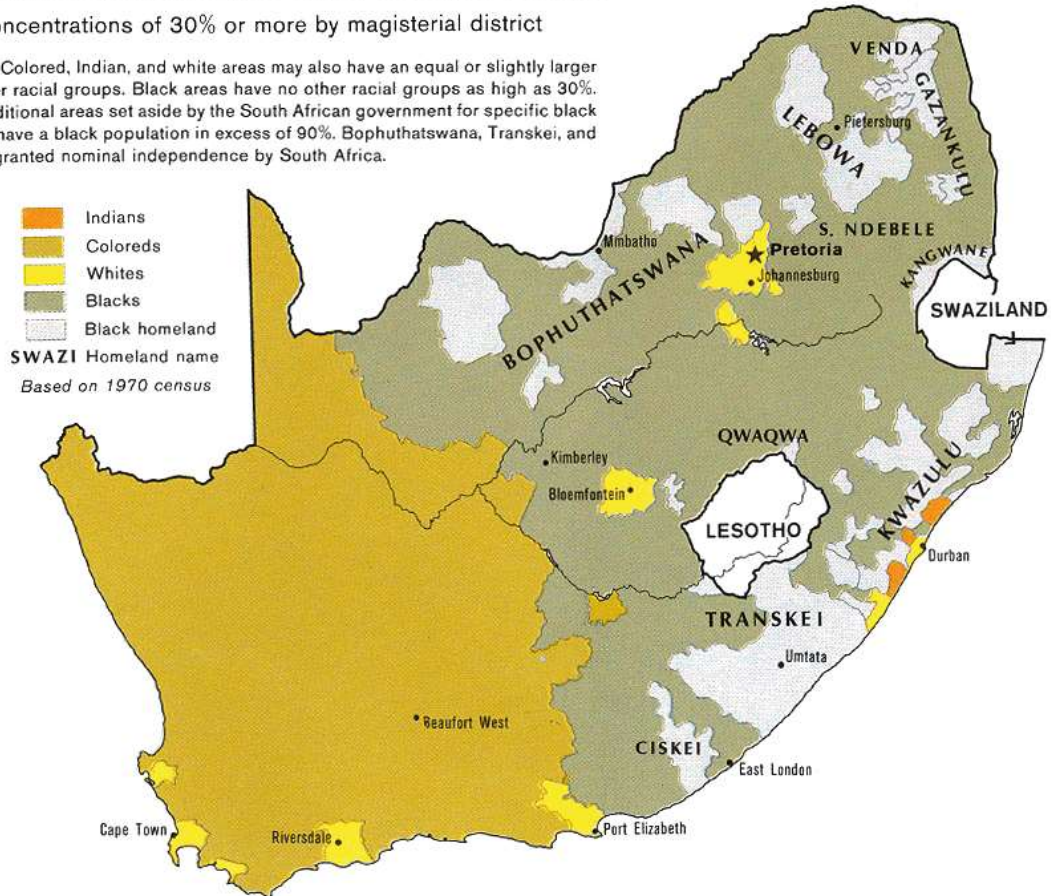 oncentrations of 30% or more by magisterial district
Colored, Indian, and white areas may also have an equal or slightly larger
r racial groups. Black areas have no other racial groups as high as 30%.
ditional areas set aside by the South African government for specific black
have a black population in excess of 90%. Bophuthatswana, Transkei, and
granted nominal independence by South Africa.
Indians
Coloreds
Whites
Blacks
Black homeland
SWAZI Homeland name
Based on 1970 census
VENDA
GAZANKULU
LEBOWA
Pietersburg
S. NDEBELE
Mmbatho
Pretoria
Johannesburg
KANGWANE
BOPHUTHATSWANA
SWAZILAND
QWAQWA
Kimberley
Bloemfontein
KWAZULU
LESOTHO
Durban
TRANSKEI
Umtata
Beaufort West
CISKEI
East London
Cape Town
Riversdale
Port Elizabeth